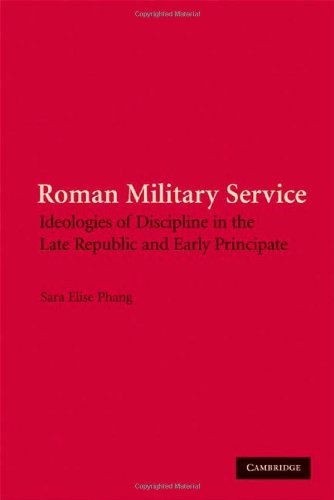 Roman Military Service
Ideologies of Discipline in the
Late Republic and Early Principate
Sara Elise Phang
CAMBRIDGE